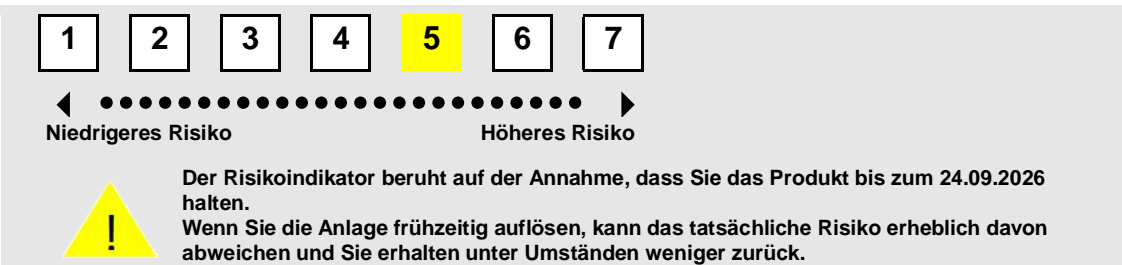 1 2 3 4 5 6 7
Niedrigeres Risiko Höheres Risiko
Der Risikoindikator beruht auf der Annahme, dass Sie das Produkt bis zum 24.09.2026
halten.
Wenn Sie die Anlage frühzeitig auflösen, kann das tatsächliche Risiko erheblich davon
abweichen und Sie erhalten unter Umständen weniger zurück.
!